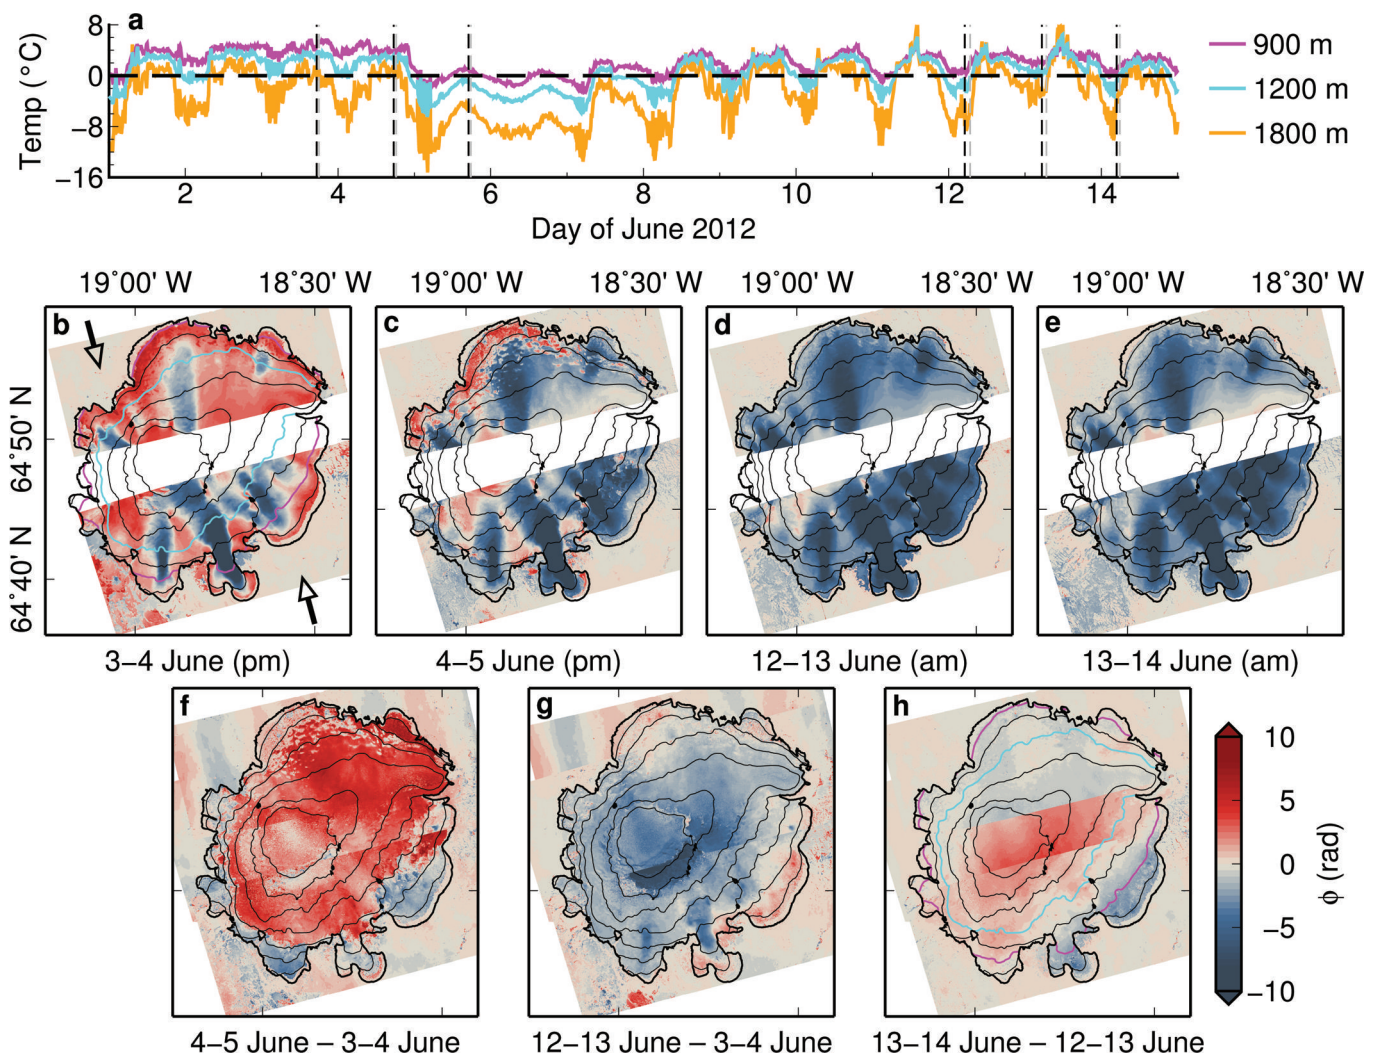 a
8
0
−8
−16
Temp (°C)
2 4 6 8 10 12 14
Day of June 2012
900 m
1200 m
1800 m
19°00' W 18°30' W 19°00' W 18°30' W 19°00' W 18°30' W 19°00' W 18°30' W
b c d e
64°50' N
64°40' N
3−4 June (pm) 4−5 June (pm) 12−13 June (am) 13−14 June (am)
f g h
10
5
0
−5
−10
ϕ (rad)
4−5 June − 3−4 June 12−13 June − 3−4 June 13−14 June − 12−13 June